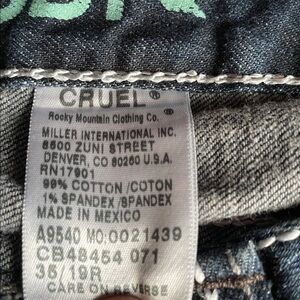 CRUEL®
Rocky Mountain Clothing Co.®
MILLER INTERNATIONAL INC.
8500 ZUNI STREET
DENVER, CO 80260 U.S.A.
RN17901
99% COTTON /COTON
1% SPANDEX /SPANDEX
MADE IN MEXICO
A9540 MO:0021439
CB48454 071
35/19R
CARE ON REVERSE